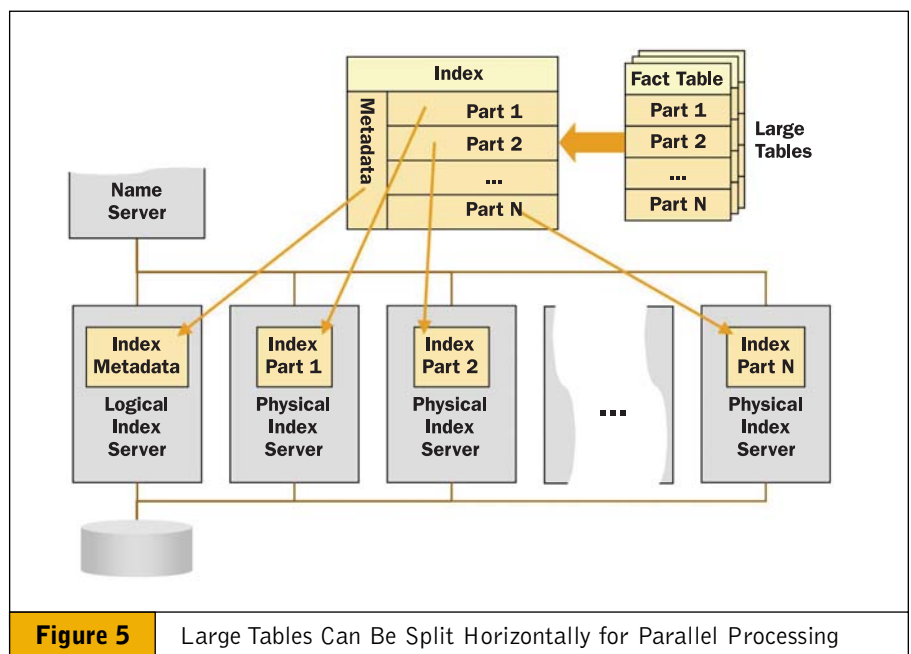 Index
Metadata
Part 1
Part 2
...
Part N
Fact Table
Part 1
Part 2
...
Part N
Large
Tables
Name
Server
Index
Metadata
Logical
Index
Server
Index
Part 1
Physical
Index
Server
Index
Part 2
Physical
Index
Server
...
Index
Part N
Physical
Index
Server
Figure 5
Large Tables Can Be Split Horizontally for Parallel Processing